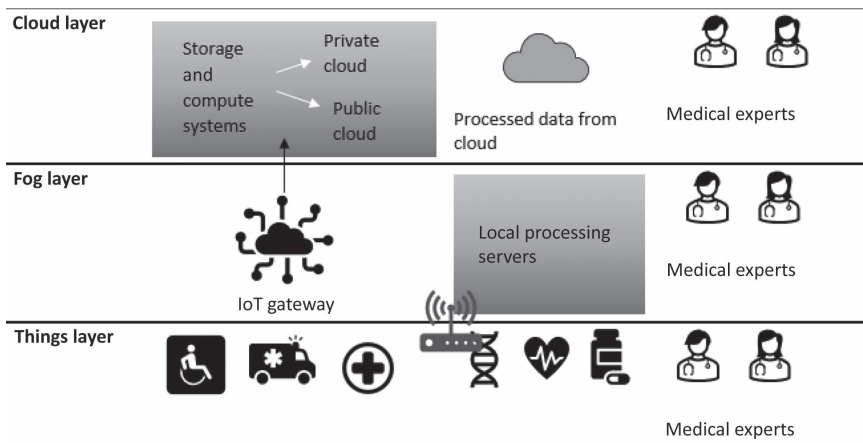 Cloud layer
Storage
and
compute
systems
Private
cloud
Public
cloud
Processed data from
cloud
Medical experts
Fog layer
IoT gateway
Local processing
servers
Medical experts
Things layer
Medical experts